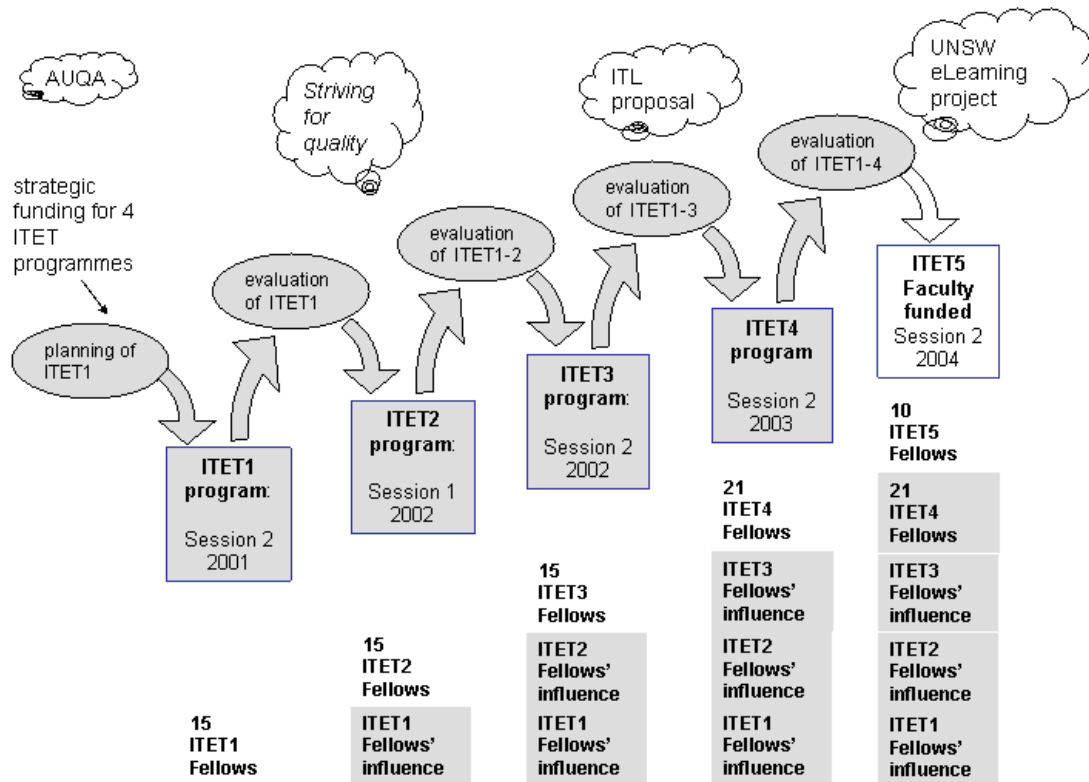 AUQA
Striving
for
quality
ITL
proposal
UNSW
eLearning
project
strategic
funding for 4
ITET
programmes
planning of
ITET1
evaluation
of ITET1
evaluation
of ITET1-2
evaluation
of ITET1-3
evaluation
of ITET1-4
ITET1
program:
Session 2
2001
ITET2
program:
Session 1
2002
ITET3
program:
Session 2
2002
ITET4
program
Session 2
2003
ITET5
Faculty
funded
Session 2
2004
15
ITET1
Fellows
15
ITET2
Fellows
ITET1
Fellows'
influence
15
ITET3
Fellows
ITET2
Fellows'
influence
ITET1
Fellows'
influence
21
ITET4
Fellows
ITET3
Fellows'
influence
ITET2
Fellows'
influence
ITET1
Fellows'
influence
10
ITET5
Fellows
21
ITET4
Fellows
ITET3
Fellows'
influence
ITET2
Fellows'
influence
ITET1
Fellows'
influence